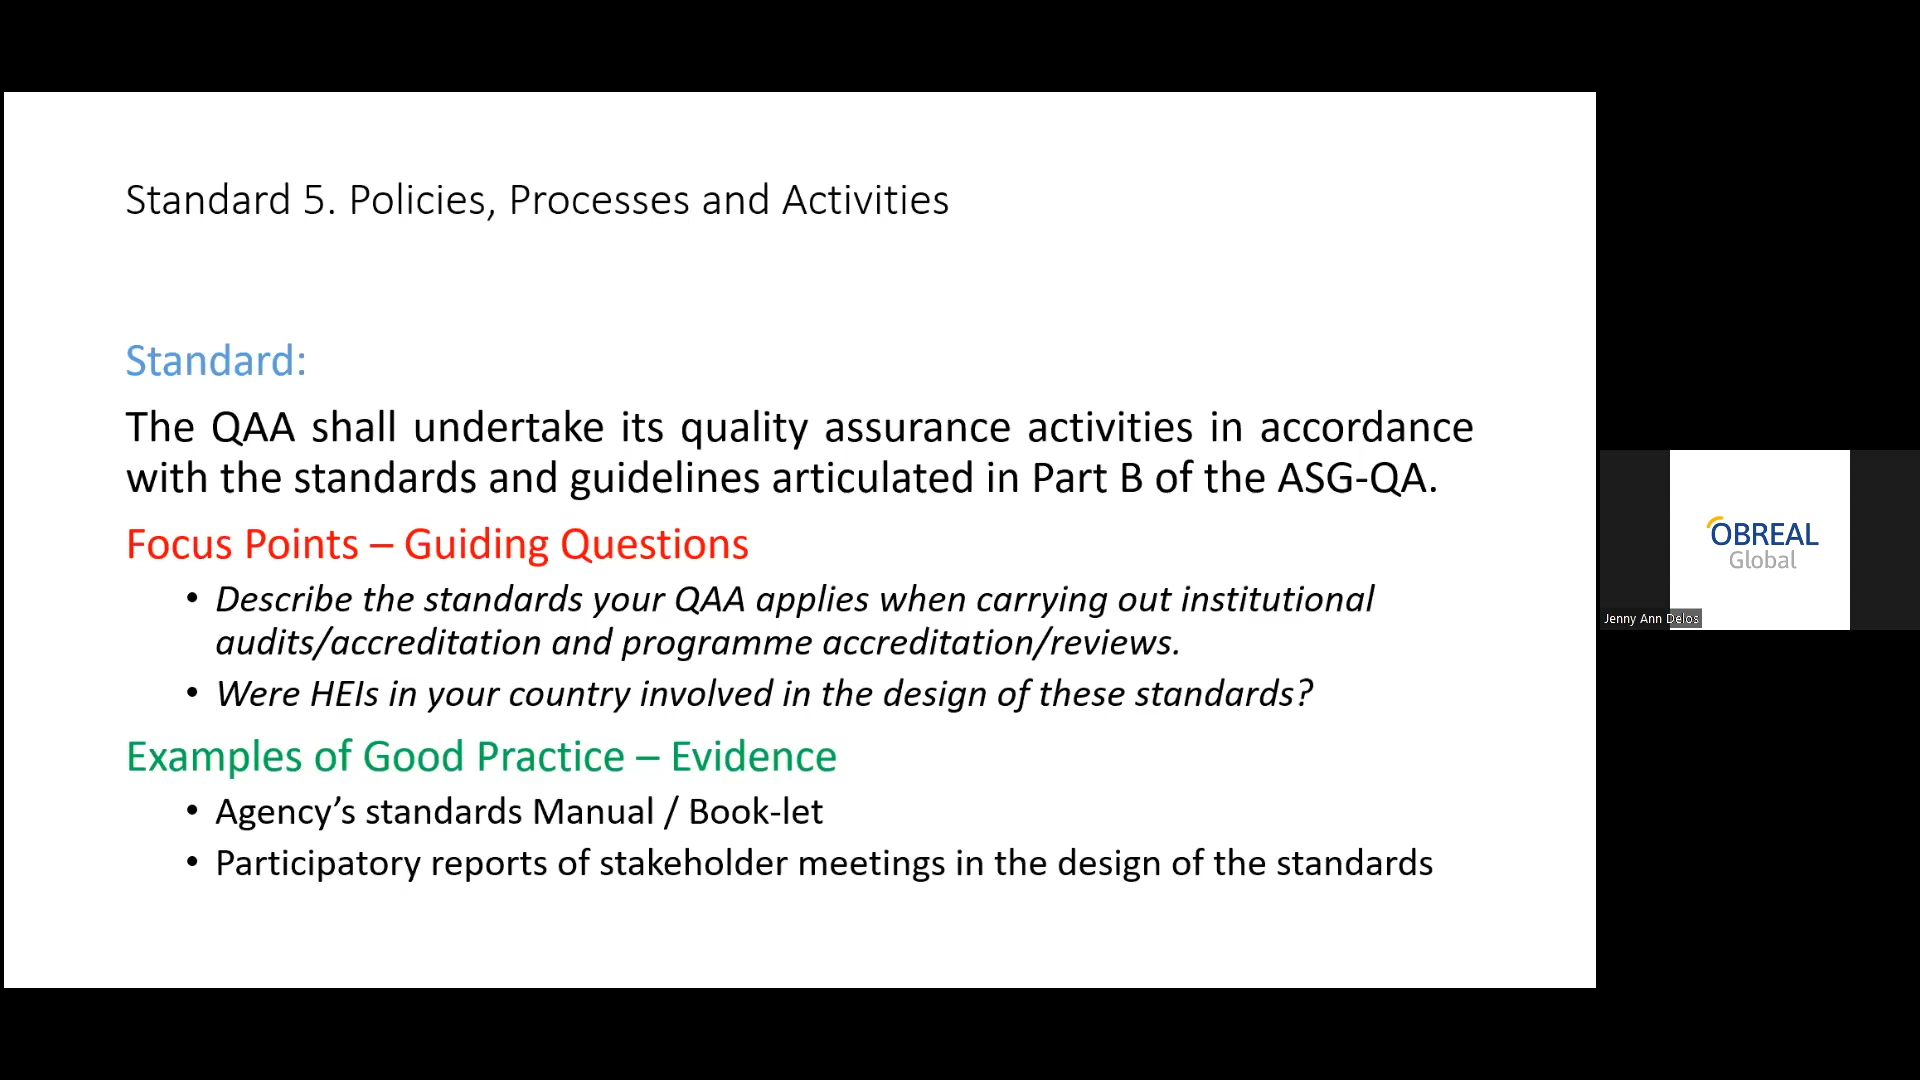 Standard 5. Policies, Processes and Activities
Standard:
The QAA shall undertake its quality assurance activities in accordance
with the standards and guidelines articulated in Part B of the ASG-QA.
Focus Points – Guiding Questions
• Describe the standards your QAA applies when carrying out institutional
audits/accreditation and programme accreditation/reviews.
• Were HEIs in your country involved in the design of these standards?
Examples of Good Practice – Evidence
• Agency’s standards Manual / Book-let
• Participatory reports of stakeholder meetings in the design of the standards
OBREAL
Global
Jenny Ann Delos